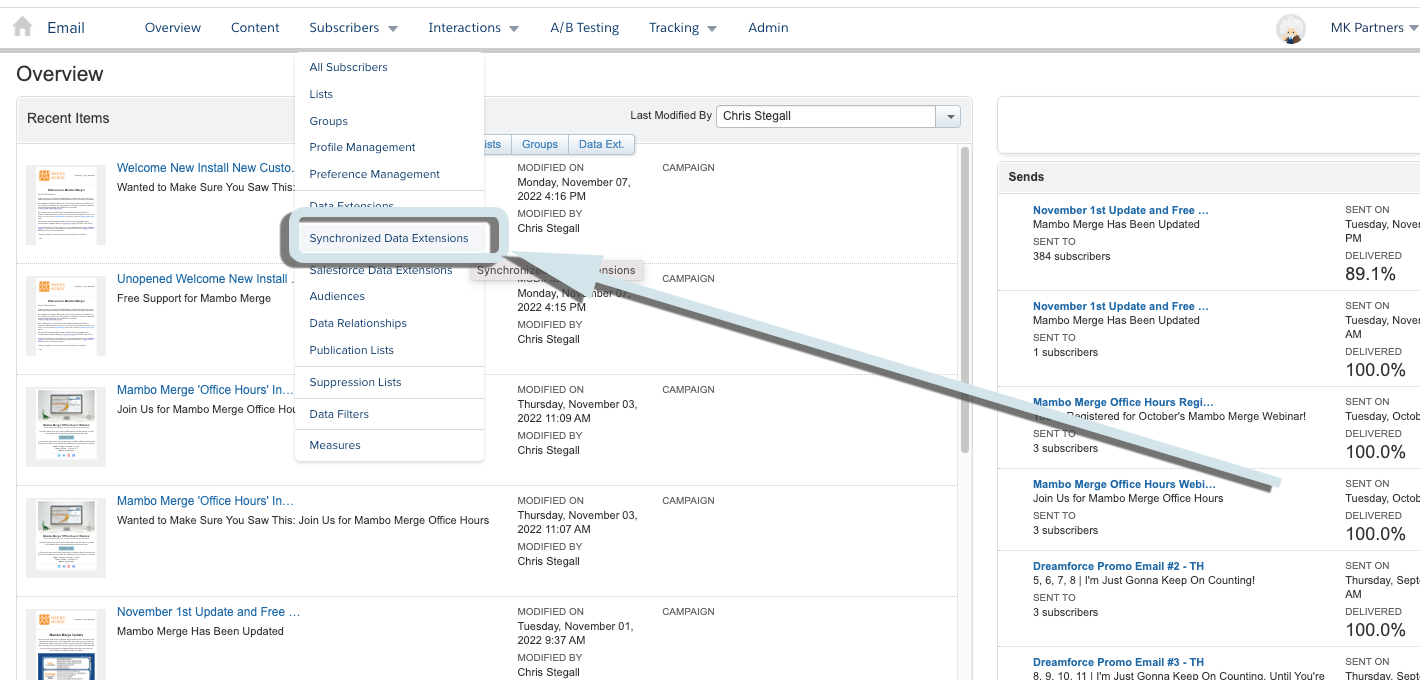 Email
Overview
Content
Subscribers
Interactions
A/B Testing
Tracking
Admin
MK Partners
Overview
All Subscribers
Lists
Groups
Profile Management
Preference Management
Data Extensions
Synchronized Data Extensions
Salesforce Data Extensions
Audiences
Data Relationships
Publication Lists
Suppression Lists
Data Filters
Measures
Recent Items
Last Modified By
Chris Stegall
Groups
Data Ext.
Welcome New Install New Custo...
Wanted to Make Sure You Saw This:
MODIFIED ON
Monday, November 07,
2022 4:16 PM
MODIFIED BY
Chris Stegall
CAMPAIGN
Unopened Welcome New Install
Free Support for Mambo Merge
MODIFIED ON
Monday, November 07,
2022 4:15 PM
MODIFIED BY
Chris Stegall
CAMPAIGN
Mambo Merge 'Office Hours' In...
Join Us for Mambo Merge Office Hou
MODIFIED ON
Thursday, November 03,
2022 11:09 AM
MODIFIED BY
Chris Stegall
CAMPAIGN
Mambo Merge 'Office Hours' In...
Wanted to Make Sure You Saw This: Join Us for Mambo Merge Office Hours
MODIFIED ON
Thursday, November 03,
2022 11:07 AM
MODIFIED BY
Chris Stegall
CAMPAIGN
November 1st Update and Free ...
Mambo Merge Has Been Updated
MODIFIED ON
Tuesday, November 01,
2022 9:37 AM
MODIFIED BY
Chris Stegall
CAMPAIGN
Sends
November 1st Update and Free ...
Mambo Merge Has Been Updated
SENT TO
384 subscribers
SENT ON
Tuesday, Nover
PM
DELIVERED
89.1%
November 1st Update and Free ...
Mambo Merge Has Been Updated
SENT TO
1 subscribers
SENT ON
Tuesday, Nover
AM
DELIVERED
100.0%
Mambo Merge Office Hours Regi...
Registered for October's Mambo Merge Webinar!
SENT TO
3 subscribers
SENT ON
Tuesday, Octob
DELIVERED
100.0%
Mambo Merge Office Hours Webi...
Join Us for Mambo Merge Office Hours
SENT TO
3 subscribers
SENT ON
Tuesday, Octob
DELIVERED
100.0%
Dreamforce Promo Email #2 - TH
5, 6, 7, 8 | I'm Just Gonna Keep On Counting!
SENT TO
3 subscribers
SENT ON
Thursday, Sept
AM
DELIVERED
100.0%
Dreamforce Promo Email #3 - TH
8, 9, 10, 11 | I'm Just Gonna Keep On Counting. Until You're
SENT ON
Thursday, Sept